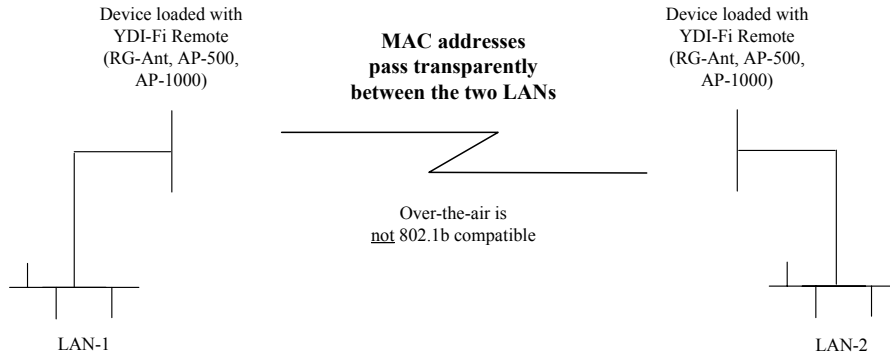 Device loaded with
YDI-Fi Remote
(RG-Ant, AP-500,
AP-1000)
MAC addresses
pass transparently
between the two LANs
Device loaded with
YDI-Fi Remote
(RG-Ant, AP-500,
AP-1000)
Over-the-air is
not 802.1b compatible
LAN-1
LAN-2